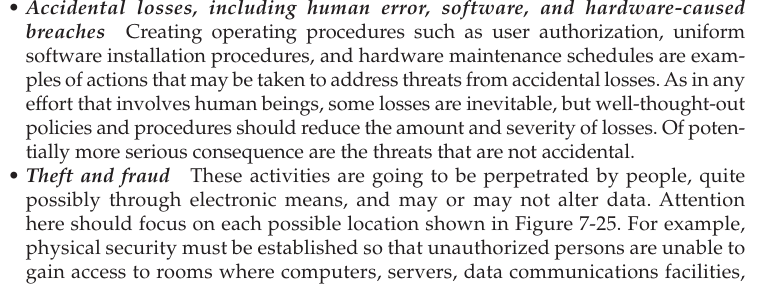 • Accidental losses, including human error, software, and hardware-caused
breaches Creating operating procedures such as user authorization, uniform
software installation procedures, and hardware maintenance schedules are exam-
ples of actions that may be taken to address threats from accidental losses. As in any
effort that involves human beings, some losses are inevitable, but well-thought-out
policies and procedures should reduce the amount and severity of losses. Of poten-
tially more serious consequence are the threats that are not accidental.
• Theft and fraud These activities are going to be perpetrated by people, quite
possibly through electronic means, and may or may not alter data. Attention
here should focus on each possible location shown in Figure 7-25. For example,
physical security must be established so that unauthorized persons are unable to
gain access to rooms where computers, servers, data communications facilities,